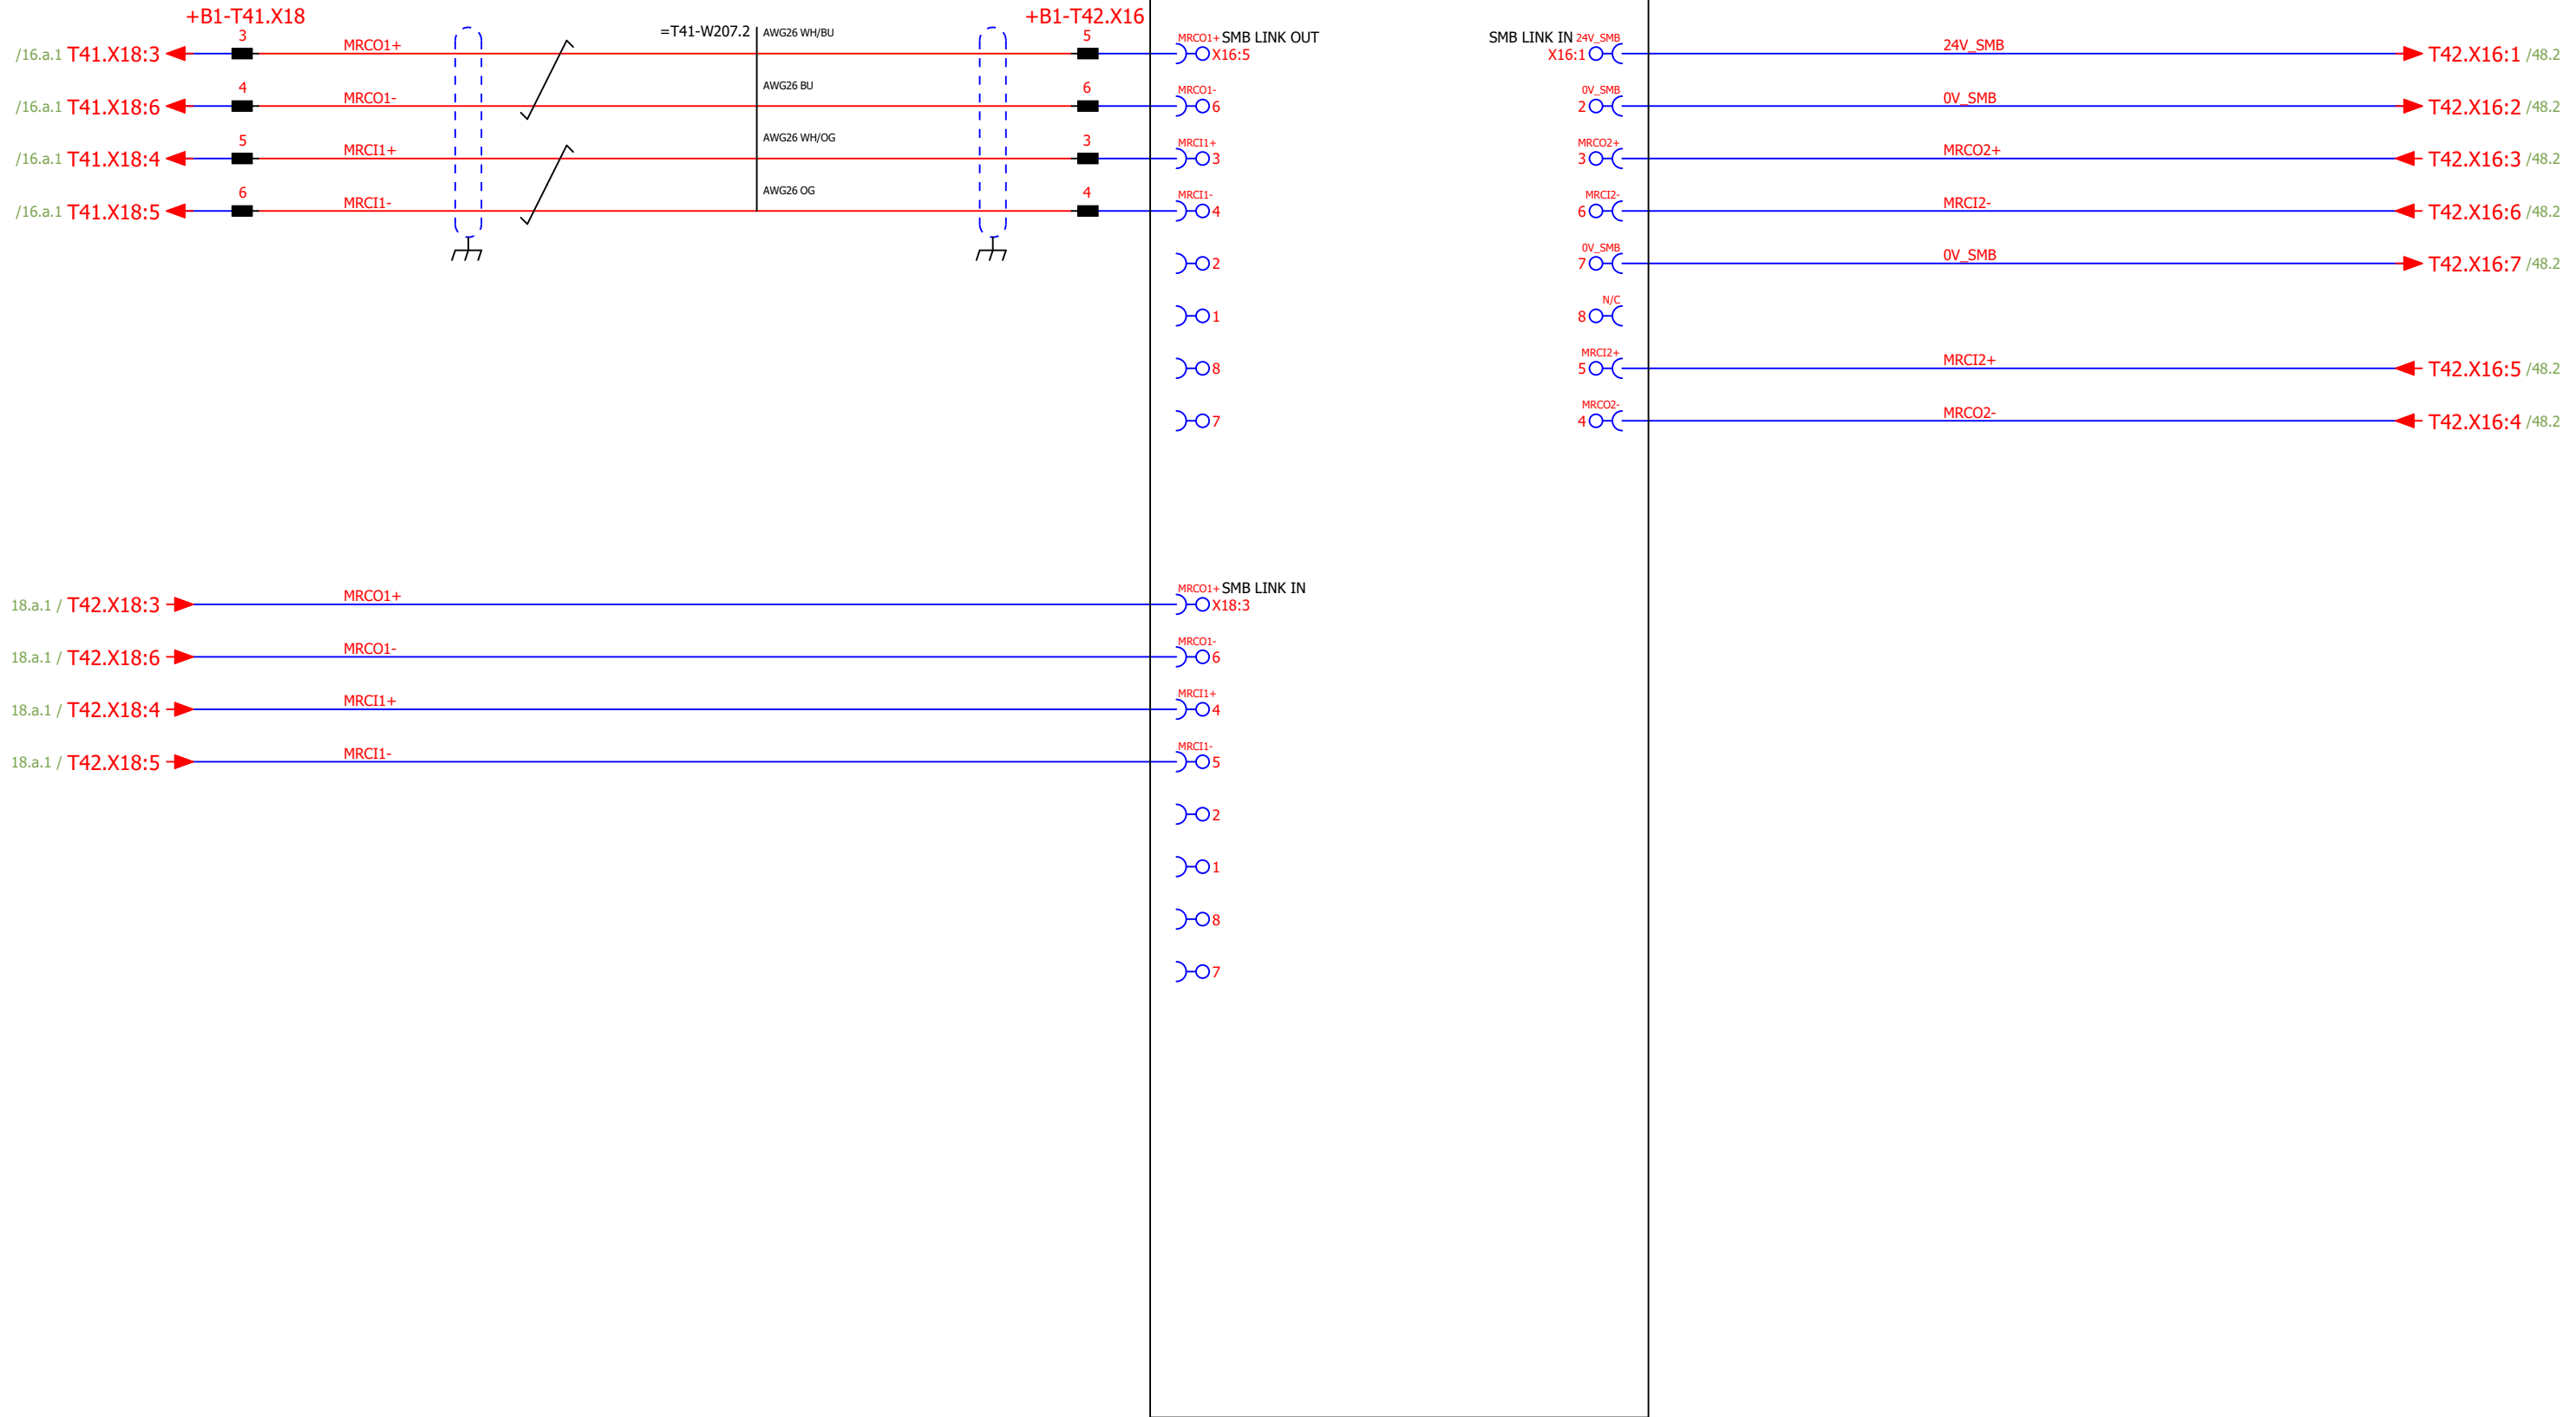 +B1-T41.X18
+B1-T42.X16
=T41-W207.2
AWG26 WH/BU
3
5
/16.a.1 T41.X18:3
MRCO1+
MRCO1+ SMB LINK OUT
X16:5
SMB LINK IN 24V_SMB
X16:1
24V_SMB
T42.X16:1 /48.2
4
AWG26 BU
6
/16.a.1 T41.X18:6
MRCO1-
MRCO1-
6
0V_SMB
2
0V_SMB
T42.X16:2 /48.2
5
AWG26 WH/OG
3
/16.a.1 T41.X18:4
MRCI1+
MRCI1+
3
MRCO2+
3
MRCO2+
T42.X16:3 /48.2
6
AWG26 OG
4
/16.a.1 T41.X18:5
MRCI1-
MRCI1-
4
MRCI2-
6
MRCI2-
T42.X16:6 /48.2
2
0V_SMB
7
0V_SMB
T42.X16:7 /48.2
1
N/C
8
8
MRCI2+
5
MRCI2+
T42.X16:5 /48.2
7
MRCO2-
4
MRCO2-
T42.X16:4 /48.2
18.a.1 / T42.X18:3
MRCO1+
MRCO1+ SMB LINK IN
X18:3
18.a.1 / T42.X18:6
MRCO1-
MRCO1-
6
18.a.1 / T42.X18:4
MRCI1+
MRCI1+
4
18.a.1 / T42.X18:5
MRCI1-
MRCI1-
5
2
1
8
7